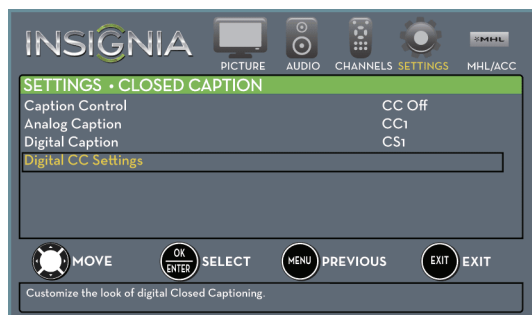 INSIGNIA
MHL
PICTURE AUDIO CHANNELS SETTINGS MHL/ACC
SETTINGS • CLOSED CAPTION
Caption Control CC Off
Analog Caption CC1
Digital Caption CS1
Digital CC Settings
MOVE OK ENTER SELECT MENU PREVIOUS EXIT EXIT
Customize the look of digital Closed Captioning.